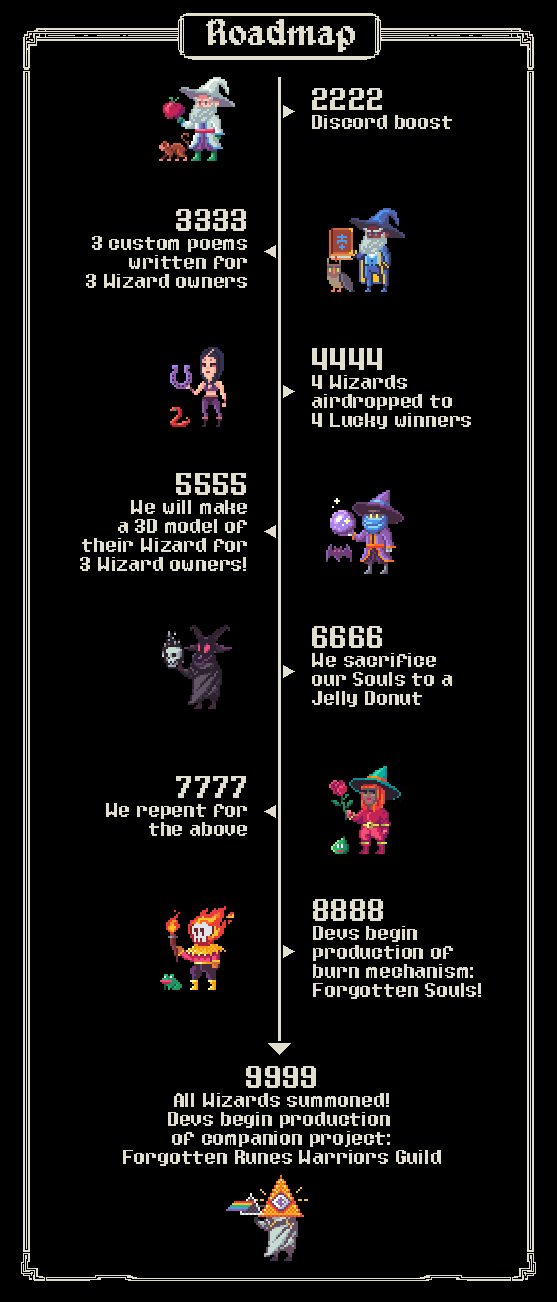 Roadmap
2222
Discord boost
3333
3 custom poems
written for
3 Wizard owners
4444
4 Wizards
airdropped to
4 Lucky winners
5555
We will make
a 3D model of
their Wizard for
3 Wizard owners!
6666
We sacrifice
our Souls to a
Jelly Donut
7777
We repent for
the above
8888
Devs begin
production of
burn mechanism:
Forgotten Souls!
9999
All Wizards summoned!
Devs begin production
of companion project:
Forgotten Runes Warriors Guild